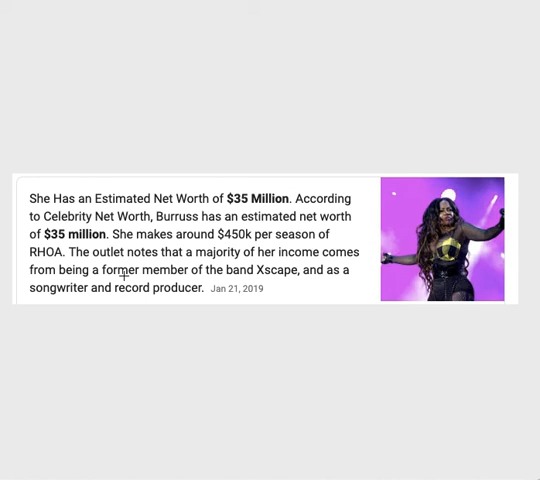 She Has an Estimated Net Worth of $35 Million. According
to Celebrity Net Worth, Burruss has an estimated net worth
of $35 million. She makes around $450k per season of
RHOA. The outlet notes that a majority of her income comes
from being a former member of the band Xscape, and as a
songwriter and record producer. Jan 21, 2019